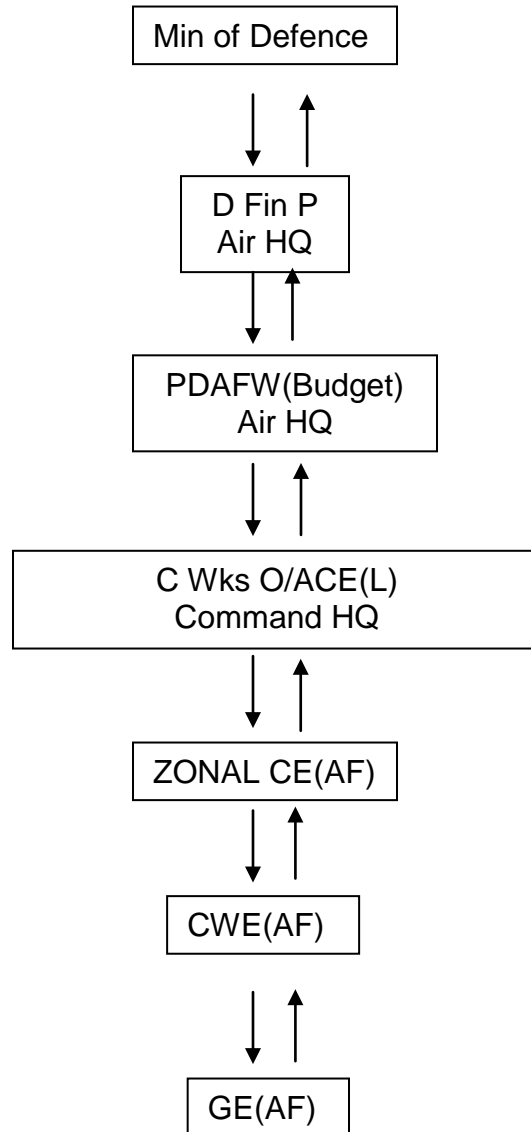 Min of Defence
D Fin P
Air HQ
PDAFW(Budget)
Air HQ
C Wks O/ACE(L)
Command HQ
ZONAL CE(AF)
CWE(AF)
GE(AF)